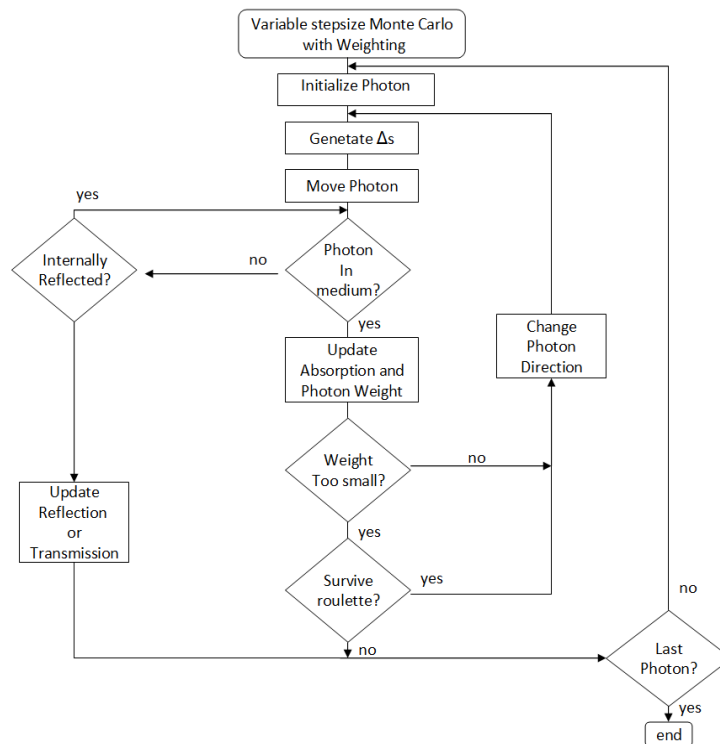 Variable stepsize Monte Carlo
with Weighting
Initialize Photon
Genetate Δs
Move Photon
yes
Internally
Reflected?
no
Photon
In
medium?
yes
Update
Absorption and
Photon Weight
Change
Photon
Direction
Weight
Too small?
no
yes
Update
Reflection
or
Transmission
Survive
roulette?
yes
no
no
Last
Photon?
yes
end